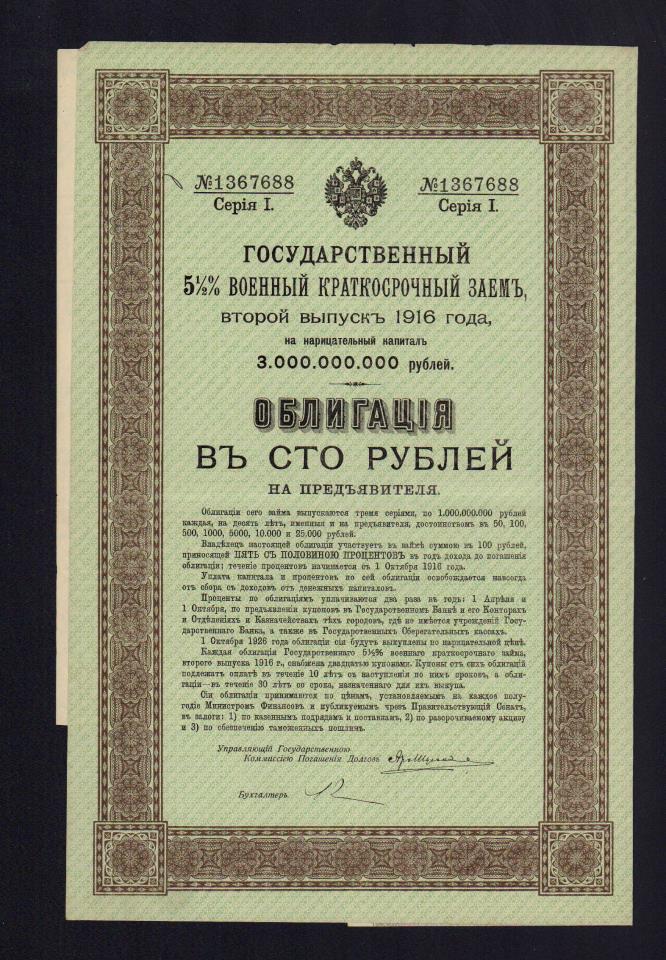 №1367688 №1367688
Серія I. Серія I.
ГОСУДАРСТВЕННЫЙ
5½% ВОЕННЫЙ КРАТКОСРОЧНЫЙ ЗАЕМЪ,
второй выпускъ 1916 года,
на нарицательный капиталъ
3.000.000.000 рублей.
ОБЛИГАЦІЯ
ВЪ СТО РУБЛЕЙ
НА ПРЕДЪЯВИТЕЛЯ.
Облигаціи сего займа выпускаются тремя серіями, по 1.000.000.000 рублей
каждая, на десять лѣтъ, именныя и на предъявителя, достоинствомъ въ 50, 100,
500, 1000, 5000, 10.000 и 25.000 рублей.
Владѣлецъ настоящей облигаціи участвуетъ въ займѣ суммою въ 100 рублей,
приносящей ПЯТЬ СЪ ПОЛОВИНОЮ ПРОЦЕНТОВЪ въ годъ дохода до погашенія
облигаціи; теченіе процентовъ начинается съ 1 Октября 1916 года.
Уплата капитала и процентовъ по сей облигаціи освобождается навсегда
отъ сбора съ доходовъ отъ денежныхъ капиталовъ.
Проценты по облигаціямъ уплачиваются два раза въ годъ: 1 Апрѣля и
1 Октября, по предъявленіи купоновъ въ Государственномъ Банкѣ и его Конторахъ
и Отдѣленіяхъ и Казначействахъ тѣхъ городовъ, гдѣ не имѣется учрежденій Госу-
дарственнаго Банка, а также въ Государственныхъ Сберегательныхъ кассахъ.
1 Октября 1926 года облигаціи сіи будутъ выкуплены по нарицательной цѣнѣ.
Каждая облигація Государственнаго 5½% военнаго краткосрочнаго займа,
второго выпуска 1916 г., снабжена двадцатью купонами. Купоны отъ сихъ облигацій
подлежатъ оплатѣ въ теченіе 10 лѣтъ съ наступленія по нимъ сроковъ, а обли-
гаціи—въ теченіе 30 лѣтъ со срока, назначеннаго для ихъ выкупа.
Сіи облигаціи принимаются по цѣнамъ, устанавливаемымъ на каждое полу-
годіе Министромъ Финансовъ и публикуемымъ чрезъ Правительствующій Сенатъ,
въ залоги: 1) по казеннымъ подрядамъ и поставкамъ, 2) по разсрочиваемому акцизу
и 3) по обезпеченію таможенныхъ пошлинъ.
Управляющій Государственною
Коммиссіею Погашенія Долговъ
Бухгалтеръ